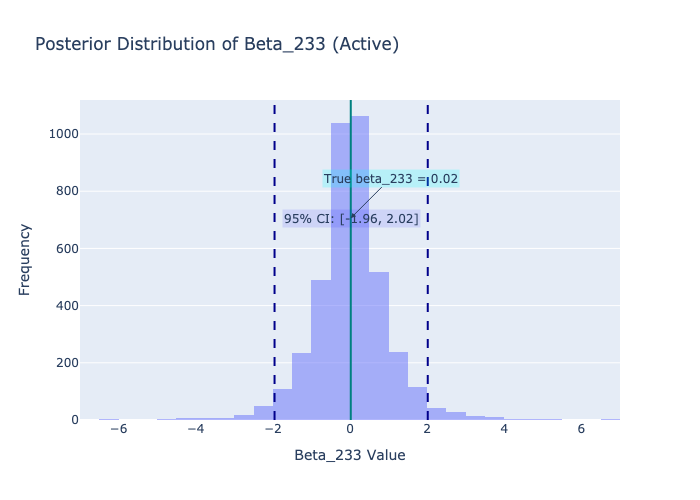 Posterior Distribution of Beta_233 (Active)
1000
800
600
400
200
0
Frequency
True beta_233 = 0.02
95% CI: [-1.96, 2.02]
−6
−4
−2
0
2
4
6
Beta_233 Value